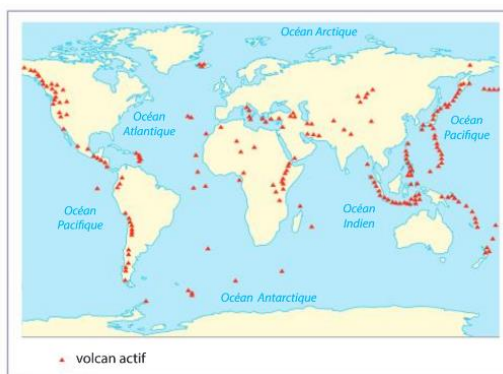 Océan Arctique
Océan
Atlantique
Océan
Pacifique
Océan
Pacifique
Océan
Indien
Océan Antarctique
volcan actif